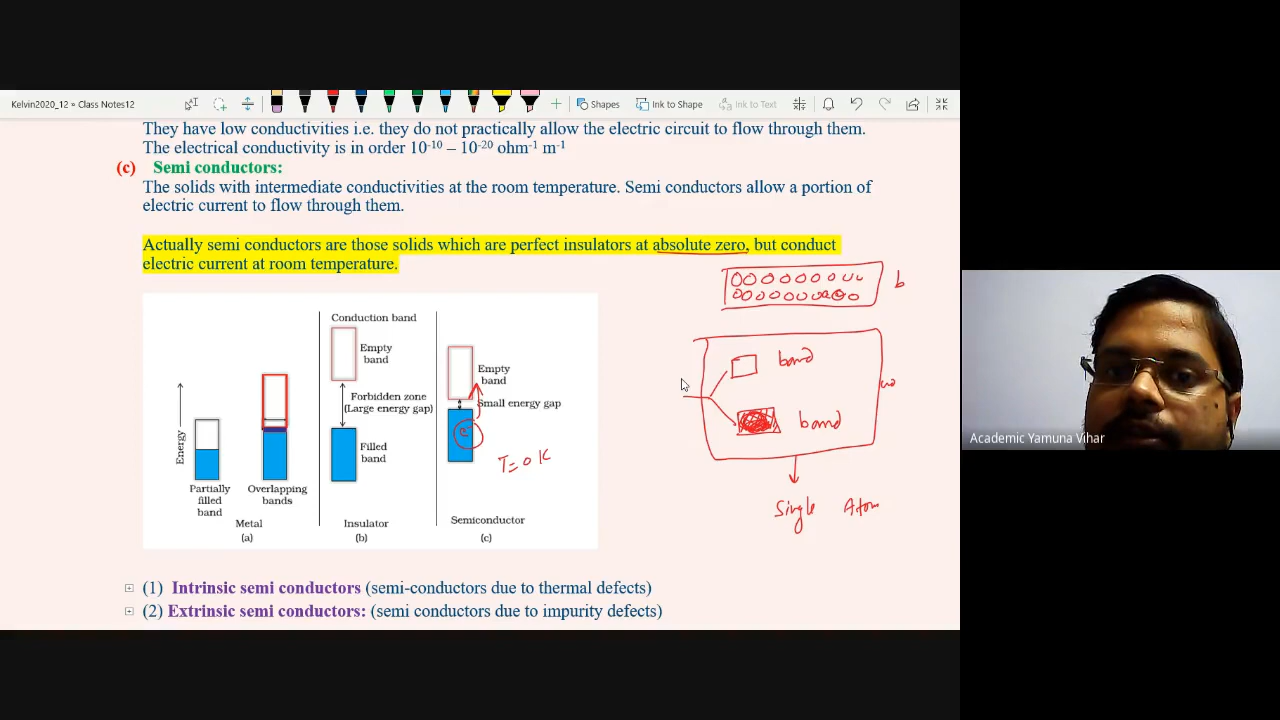 Kelvin2020_12 » Class Notes12
Shapes
Ink to Shape
Ink to Text
They have low conductivities i.e. they do not practically allow the electric circuit to flow through them.
The electrical conductivity is in order 10⁻¹⁰ – 10⁻²⁰ ohm⁻¹ m⁻¹
(c) Semi conductors:
The solids with intermediate conductivities at the room temperature. Semi conductors allow a portion of
electric current to flow through them.
Actually semi conductors are those solids which are perfect insulators at absolute zero, but conduct
electric current at room temperature.
b
Conduction band
Empty
band
Forbidden zone
(Large energy gap)
Filled
band
Energy
Partially
filled
band
Overlapping
bands
Metal
(a)
Insulator
(b)
Empty
band
Small energy gap
e⁻
T = 0 K
Semiconductor
(c)
band
band
Single Atom
(1) Intrinsic semi conductors (semi-conductors due to thermal defects)
(2) Extrinsic semi conductors: (semi conductors due to impurity defects)
Academic Yamuna Vihar